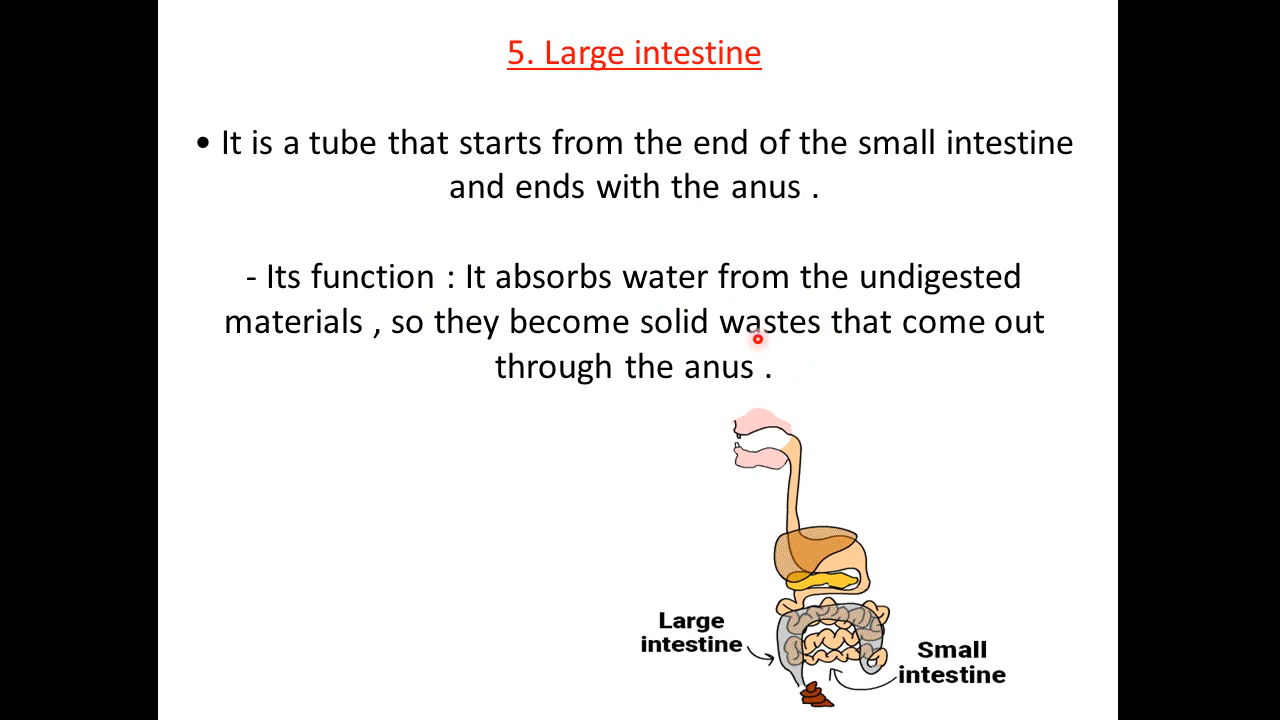 5. Large intestine
• It is a tube that starts from the end of the small intestine
and ends with the anus .
- Its function : It absorbs water from the undigested
materials , so they become solid wastes that come out
through the anus .
Large
intestine
Small
intestine